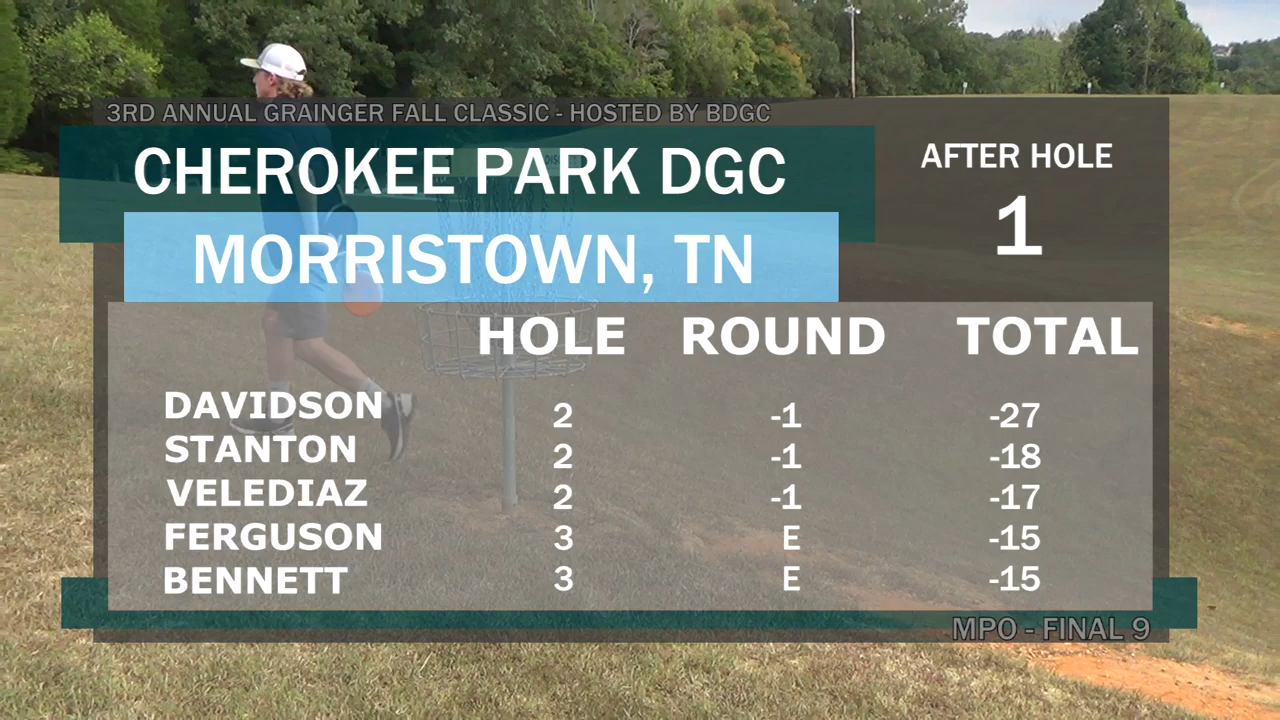 3RD ANNUAL GRAINGER FALL CLASSIC - HOSTED BY BDGC
CHEROKEE PARK DGC
MORRISTOWN, TN
AFTER HOLE
1
HOLE ROUND TOTAL
DAVIDSON 2 -1 -27
STANTON 2 -1 -18
VELEDIAZ 2 -1 -17
FERGUSON 3 E -15
BENNETT 3 E -15
MPO - FINAL 9